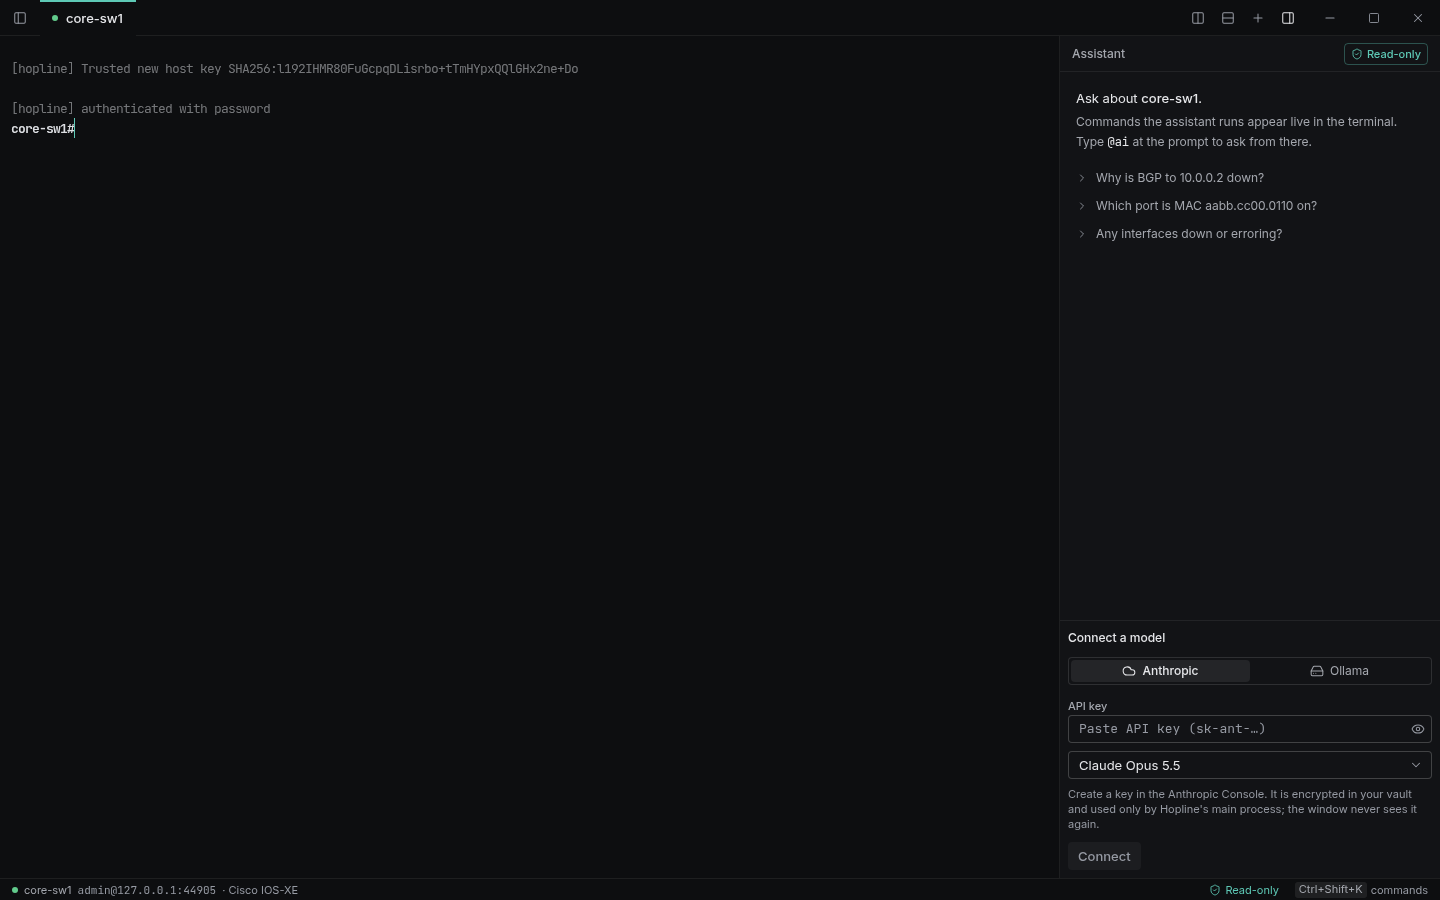 core-sw1
[hopline] Trusted new host key SHA256:l192IHMR80FuGcpqDLisrbo+tTmHYpxQQlGHx2ne+Do
[hopline] authenticated with password
core-sw1#
Assistant
Read-only
Ask about core-sw1.
Commands the assistant runs appear live in the terminal.
Type @ai at the prompt to ask from there.
Why is BGP to 10.0.0.2 down?
Which port is MAC aabb.cc00.0110 on?
Any interfaces down or erroring?
Connect a model
Anthropic
Ollama
API key
Paste API key (sk-ant-…)
Claude Opus 5.5
Create a key in the Anthropic Console. It is encrypted in your vault
and used only by Hopline's main process; the window never sees it
again.
Connect
core-sw1 admin@127.0.0.1:44905 · Cisco IOS-XE
Read-only
Ctrl+Shift+K commands